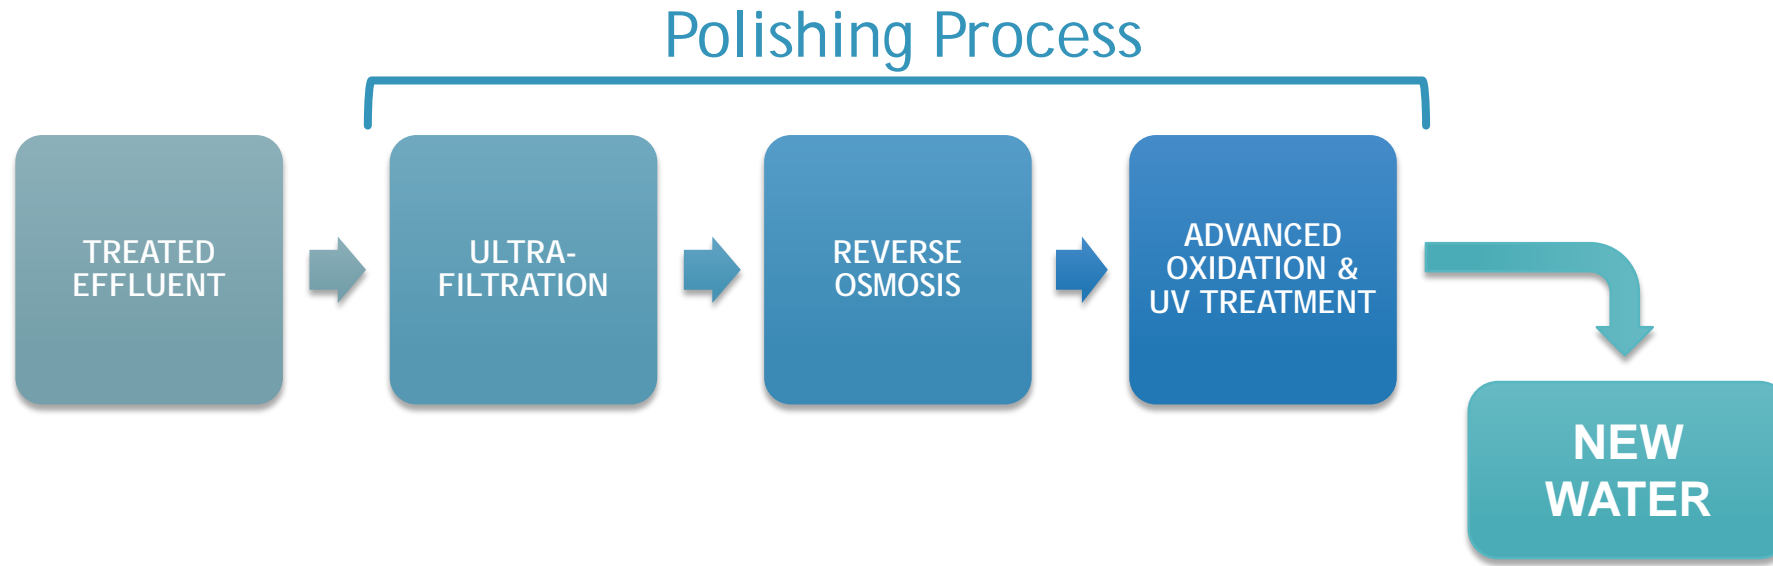 Polishing Process
TREATED
EFFLUENT
ULTRA-
FILTRATION
REVERSE
OSMOSIS
ADVANCED
OXIDATION &
UV TREATMENT
NEW
WATER